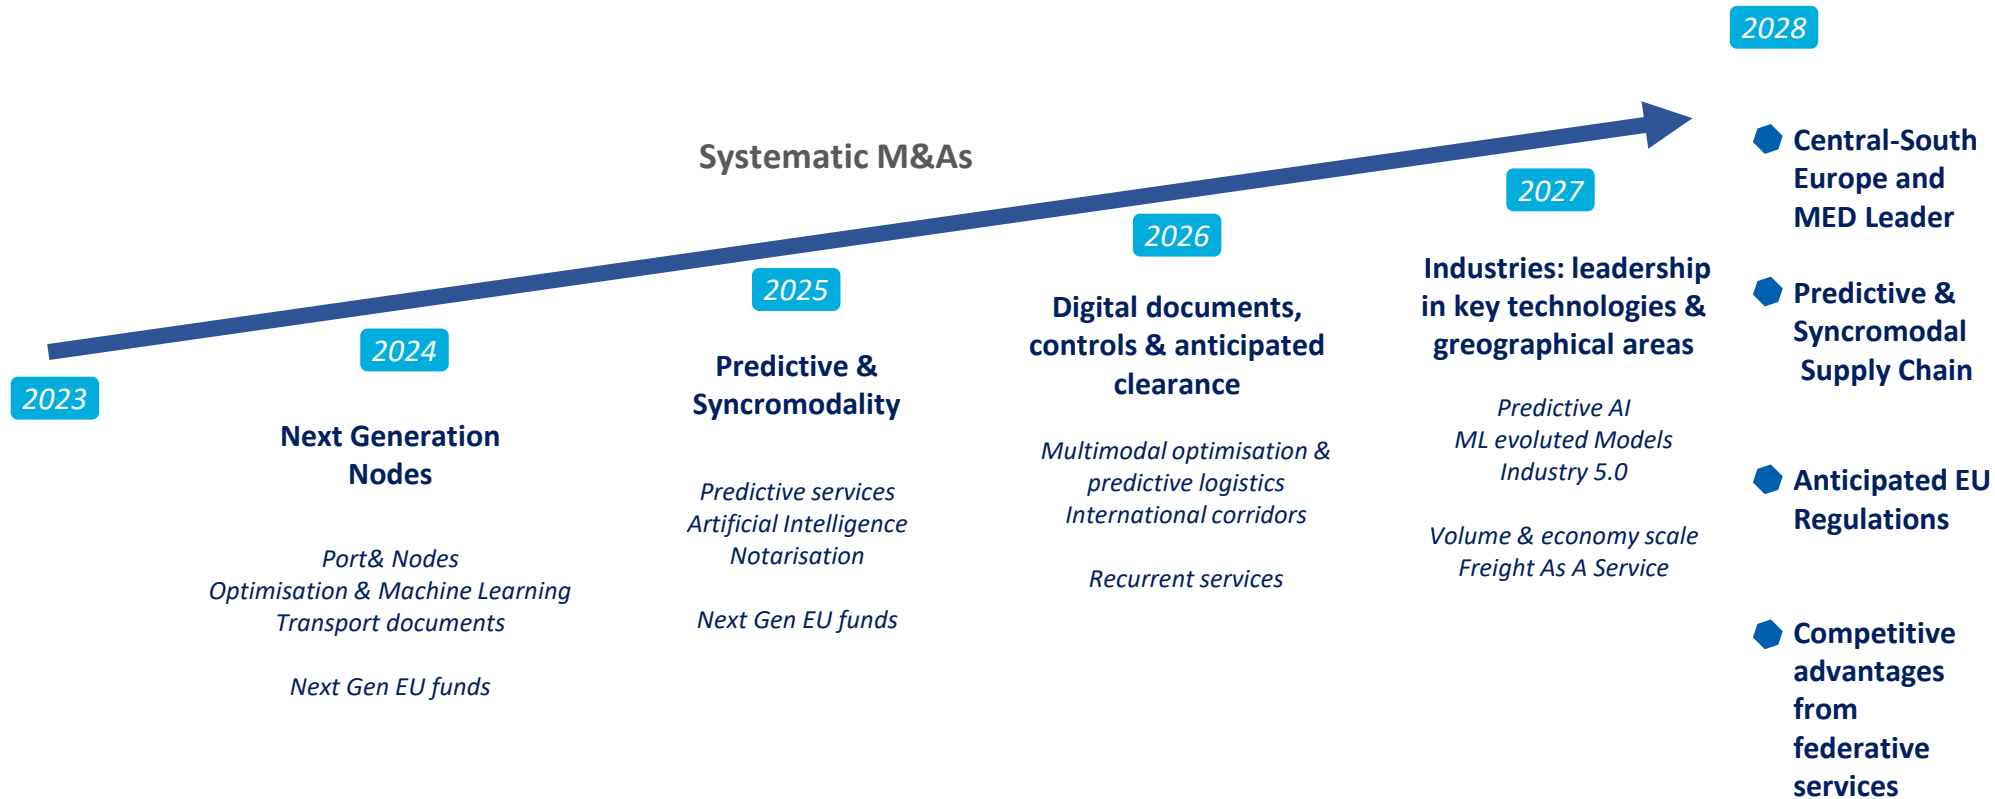 Systematic M&As
2023
2024
Next Generation
Nodes
Port& Nodes
Optimisation & Machine Learning
Transport documents
Next Gen EU funds
2025
Predictive &
Syncromodality
Predictive services
Artificial Intelligence
Notarisation
Next Gen EU funds
2026
Digital documents,
controls & anticipated
clearance
Multimodal optimisation &
predictive logistics
International corridors
Recurrent services
2027
Industries: leadership
in key technologies &
greographical areas
Predictive AI
ML evoluted Models
Industry 5.0
Volume & economy scale
Freight As A Service
2028
Central-South
Europe and
MED Leader
Predictive &
Syncromodal
Supply Chain
Anticipated EU
Regulations
Competitive
advantages
from
federative
services